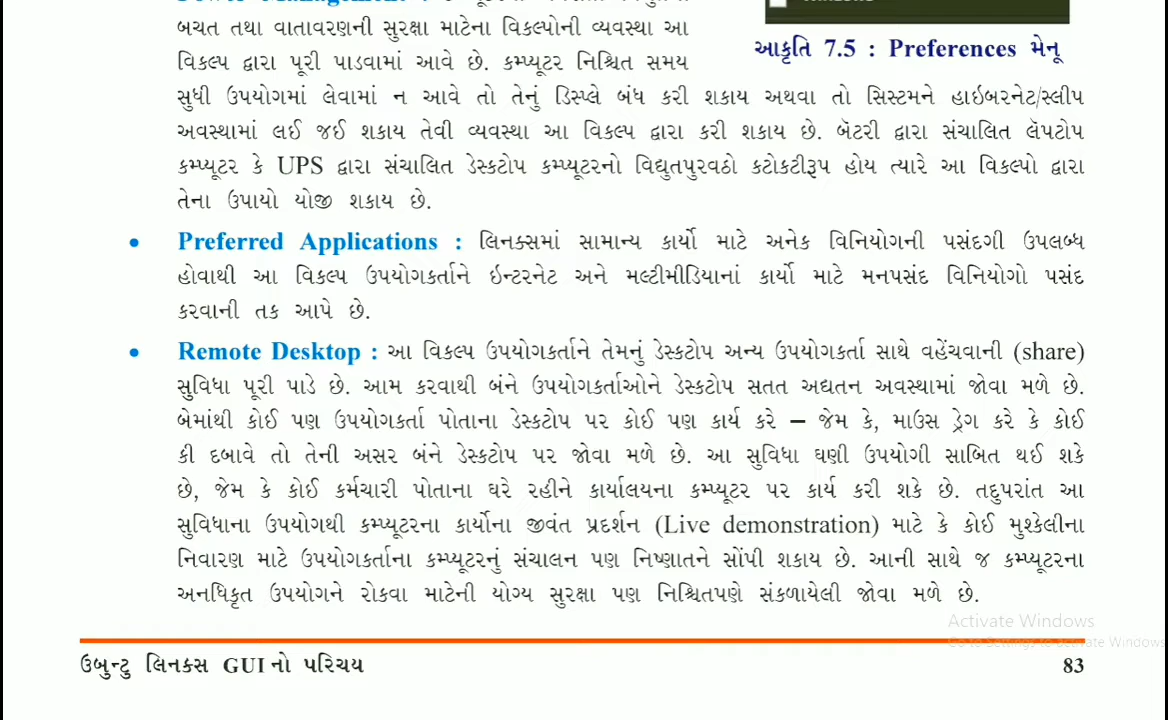 બચત તથા વાતાવરણની સુરક્ષા માટેના વિકલ્પોની વ્યવસ્થા આ
વિકલ્પ દ્વારા પૂરી પાડવામાં આવે છે. કમ્પ્યૂટર નિશ્ચિત સમય
આકૃતિ 7.5 : Preferences મેનૂ
સુધી ઉપયોગમાં લેવામાં ન આવે તો તેનું ડિસ્પ્લે બંધ કરી શકાય અથવા તો સિસ્ટમને હાઇબરનેટ/સ્લીપ
અવસ્થામાં લઈ જઈ શકાય તેવી વ્યવસ્થા આ વિકલ્પ દ્વારા કરી શકાય છે. બૅટરી દ્વારા સંચાલિત લૅપટોપ
કમ્પ્યૂટર કે UPS દ્વારા સંચાલિત ડેસ્કટોપ કમ્પ્યૂટરનો વિદ્યુતપુરવઠો કટોકટીરૂપ હોય ત્યારે આ વિકલ્પો દ્વારા
તેના ઉપાયો યોજી શકાય છે.
• Preferred Applications : લિનક્સમાં સામાન્ય કાર્યો માટે અનેક વિનિયોગની પસંદગી ઉપલબ્ધ
હોવાથી આ વિકલ્પ ઉપયોગકર્તાને ઇન્ટરનેટ અને મલ્ટીમીડિયાનાં કાર્યો માટે મનપસંદ વિનિયોગો પસંદ
કરવાની તક આપે છે.
• Remote Desktop : આ વિકલ્પ ઉપયોગકર્તાને તેમનું ડેસ્કટોપ અન્ય ઉપયોગકર્તા સાથે વહેંચવાની (share)
સુવિધા પૂરી પાડે છે. આમ કરવાથી બંને ઉપયોગકર્તાઓને ડેસ્કટોપ સતત અદ્યતન અવસ્થામાં જોવા મળે છે.
બેમાંથી કોઈ પણ ઉપયોગકર્તા પોતાના ડેસ્કટોપ પર કોઈ પણ કાર્ય કરે – જેમ કે, માઉસ ડ્રેગ કરે કે કોઈ
કી દબાવે તો તેની અસર બંને ડેસ્કટોપ પર જોવા મળે છે. આ સુવિધા ઘણી ઉપયોગી સાબિત થઈ શકે
છે, જેમ કે કોઈ કર્મચારી પોતાના ઘરે રહીને કાર્યાલયના કમ્પ્યૂટર પર કાર્ય કરી શકે છે. તદુપરાંત આ
સુવિધાના ઉપયોગથી કમ્પ્યૂટરના કાર્યોના જીવંત પ્રદર્શન (Live demonstration) માટે કે કોઈ મુશ્કેલીના
નિવારણ માટે ઉપયોગકર્તાના કમ્પ્યૂટરનું સંચાલન પણ નિષ્ણાતને સોંપી શકાય છે. આની સાથે જ કમ્પ્યૂટરના
અનધિકૃત ઉપયોગને રોકવા માટેની યોગ્ય સુરક્ષા પણ નિશ્ચિતપણે સંકળાયેલી જોવા મળે છે.
Activate Windows
Go to Settings to activate Windows
ઉબુન્ટુ લિનક્સ GUI નો પરિચય
83